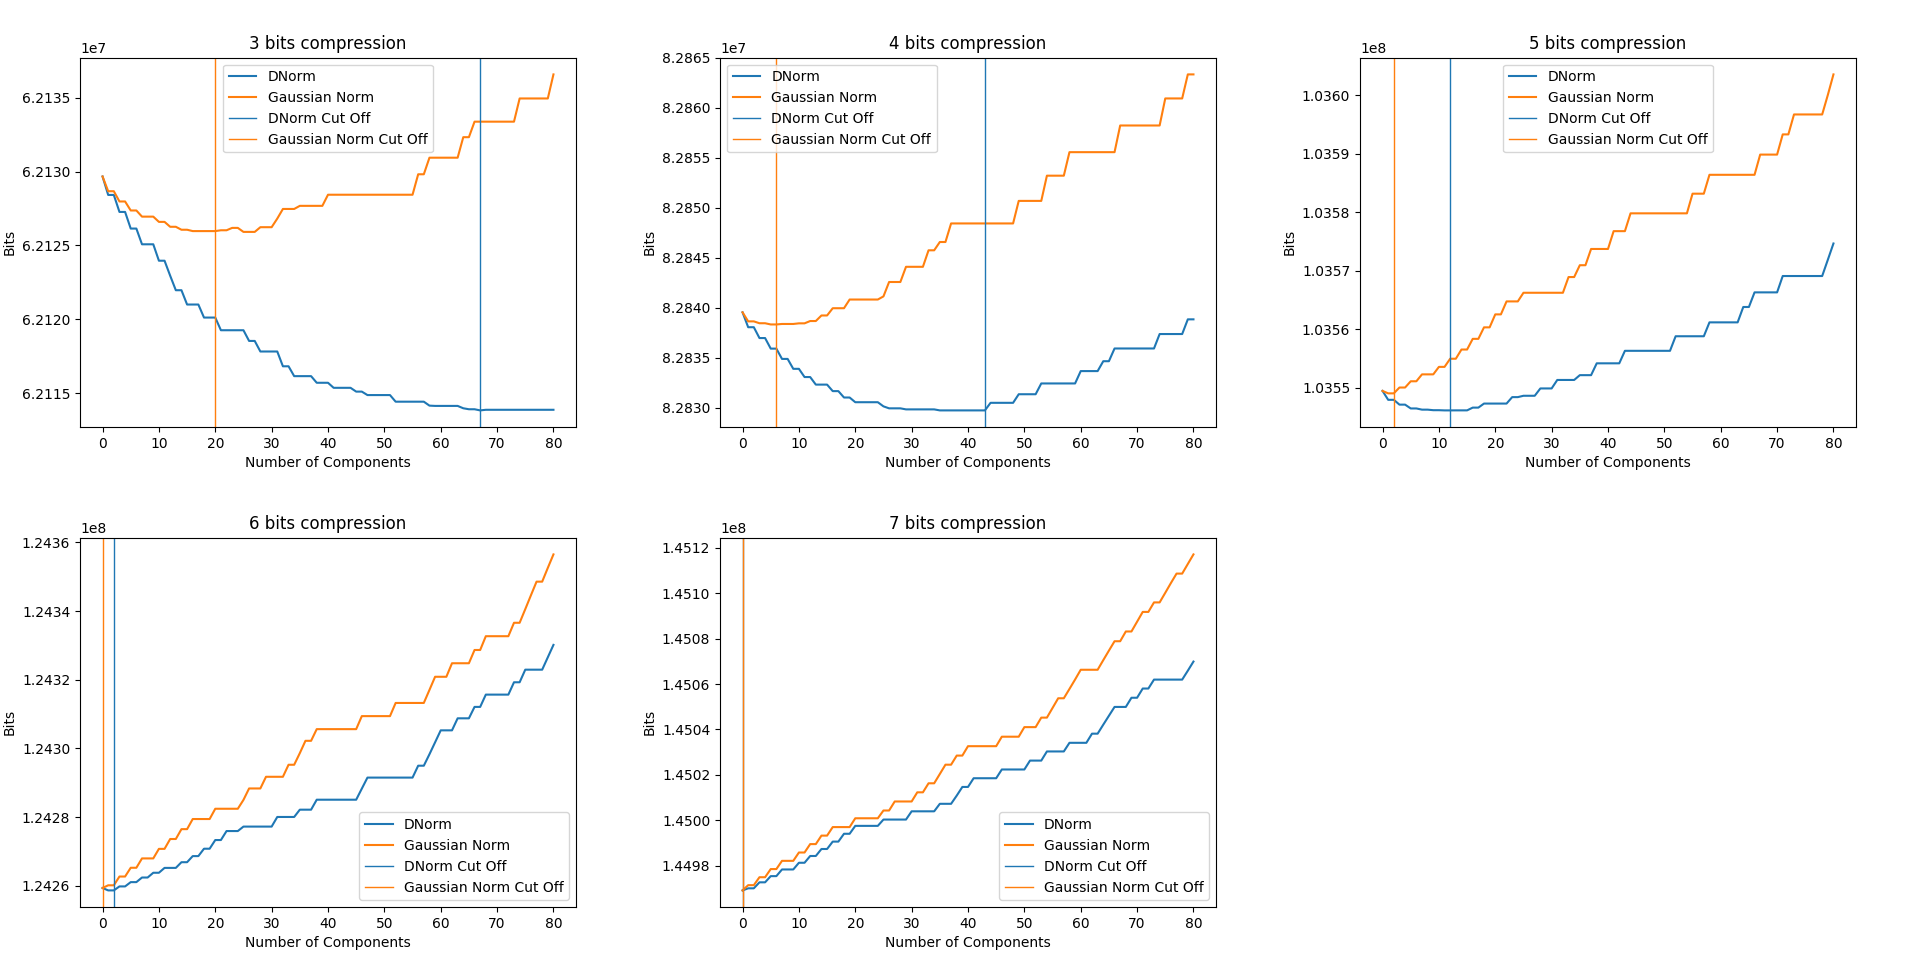 3 bits compression
1e7
6.2135
6.2130
6.2125
6.2120
6.2115
Bits
DNorm
Gaussian Norm
DNorm Cut Off
Gaussian Norm Cut Off
0 10 20 30 40 50 60 70 80
Number of Components
4 bits compression
1e7
8.2865
8.2860
8.2855
8.2850
8.2845
8.2840
8.2835
8.2830
Bits
DNorm
Gaussian Norm
DNorm Cut Off
Gaussian Norm Cut Off
0 10 20 30 40 50 60 70 80
Number of Components
5 bits compression
1e8
1.0360
1.0359
1.0358
1.0357
1.0356
1.0355
Bits
DNorm
Gaussian Norm
DNorm Cut Off
Gaussian Norm Cut Off
0 10 20 30 40 50 60 70 80
Number of Components
6 bits compression
1e8
1.2436
1.2434
1.2432
1.2430
1.2428
1.2426
Bits
DNorm
Gaussian Norm
DNorm Cut Off
Gaussian Norm Cut Off
0 10 20 30 40 50 60 70 80
Number of Components
7 bits compression
1e8
1.4512
1.4510
1.4508
1.4506
1.4504
1.4502
1.4500
1.4498
Bits
DNorm
Gaussian Norm
DNorm Cut Off
Gaussian Norm Cut Off
0 10 20 30 40 50 60 70 80
Number of Components